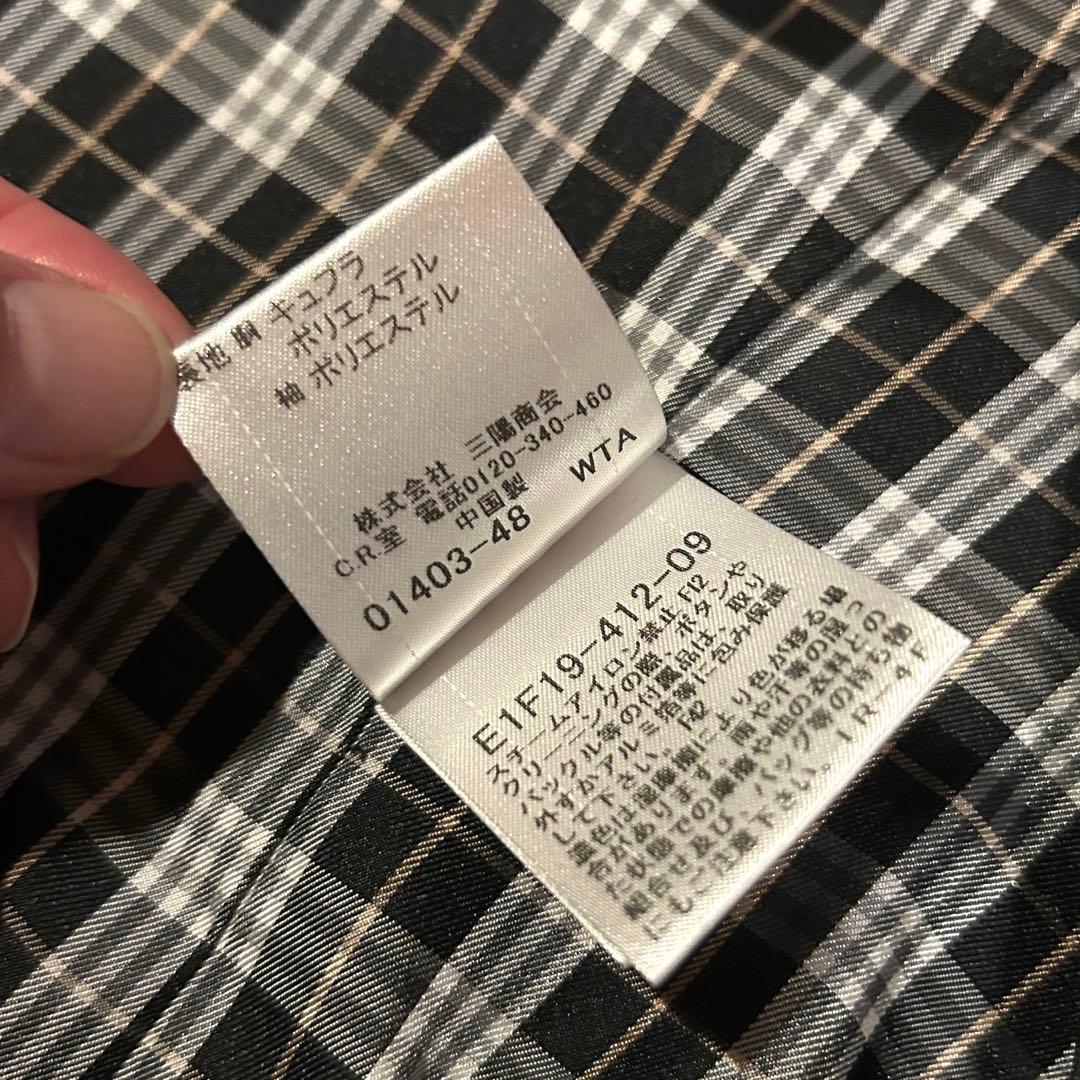 裏地 胴 キュプラ
ポリエステル
袖 ポリエステル
株式会社 三陽商会
C.R.室 電話0120-340-460
中国製
01403-48 WTA
E1F19-412-09
スチームアイロン禁止 F12
クリーニングの際、ボタンや
バックル等の付属品は、取り
外すかアルミ箔等に包み保護
して下さい。 F42
濃色は湿摩擦により色が移る場
合があります。雨や汗等の湿っ
た状態での摩擦や他の衣料との
組合せ及び、バッグ等の持ち物
にもご注意下さい。 IR-4F